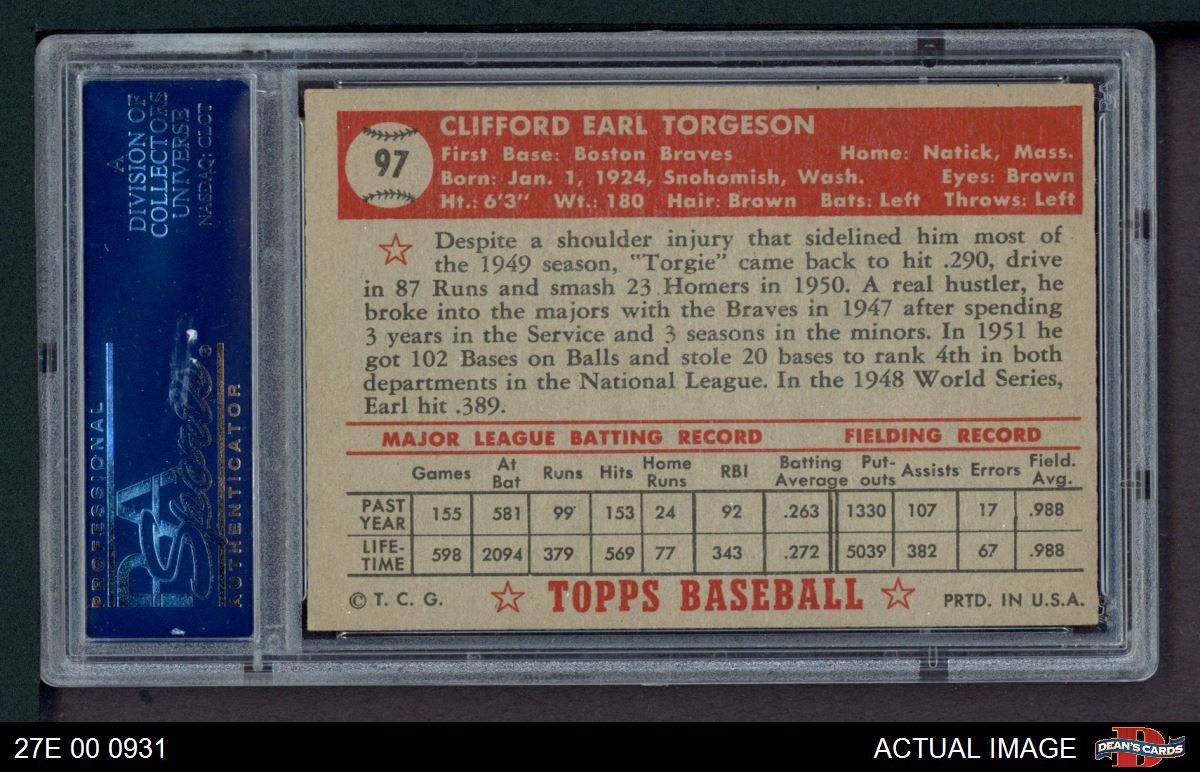 A
DIVISION OF
COLLECTORS
UNIVERSE
NASDAQ: CLCT
PROFESSIONAL
PSA
Sports
AUTHENTICATOR
®
97
CLIFFORD EARL TORGESON
First Base: Boston Braves Home: Natick, Mass.
Born: Jan. 1, 1924, Snohomish, Wash. Eyes: Brown
Ht.: 6'3" Wt.: 180 Hair: Brown Bats: Left Throws: Left
Despite a shoulder injury that sidelined him most of
the 1949 season, "Torgie" came back to hit .290, drive
in 87 Runs and smash 23 Homers in 1950. A real hustler, he
broke into the majors with the Braves in 1947 after spending
3 years in the Service and 3 seasons in the minors. In 1951 he
got 102 Bases on Balls and stole 20 bases to rank 4th in both
departments in the National League. In the 1948 World Series,
Earl hit .389.
MAJOR LEAGUE BATTING RECORD FIELDING RECORD
Games At Bat Runs Hits Home Runs RBI Batting Average Put-outs Assists Errors Field. Avg.
PAST YEAR 155 581 99 153 24 92 .263 1330 107 17 .988
LIFE-TIME 598 2094 379 569 77 343 .272 5039 382 67 .988
© T. C. G. TOPPS BASEBALL PRTD. IN U.S.A.
27E 00 0931 ACTUAL IMAGE DEAN'S CARDS